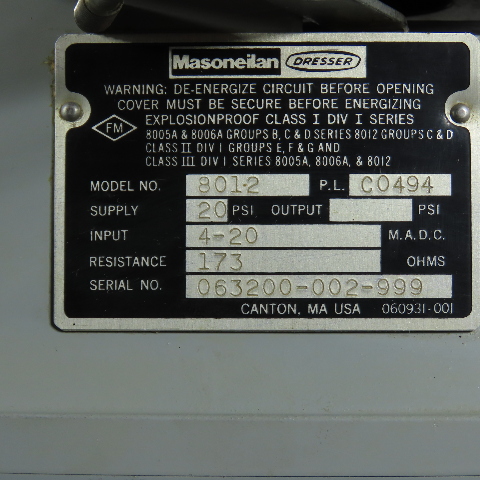 Masoneilan DRESSER
WARNING: DE-ENERGIZE CIRCUIT BEFORE OPENING
COVER MUST BE SECURE BEFORE ENERGIZING
FM EXPLOSIONPROOF CLASS I DIV I SERIES
8005A & 8006A GROUPS B, C & D SERIES 8012 GROUPS C & D
CLASS II DIV I GROUPS E, F & G AND
CLASS III DIV I SERIES 8005A, 8006A, & 8012
MODEL NO. 8012 P.L. C0494
SUPPLY 20 PSI OUTPUT PSI
INPUT 4-20 M.A.D.C.
RESISTANCE 173 OHMS
SERIAL NO. 063200-002-999
CANTON, MA USA 060931-001